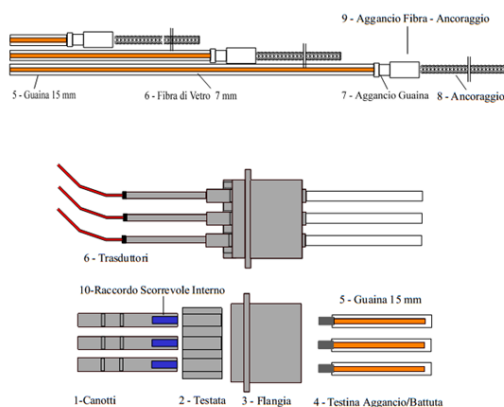 9 - Aggancio Fibra - Ancoraggio
5 - Guaina 15 mm
6 - Fibra di Vetro 7 mm
7 - Aggancio Guaina
8 - Ancoraggio
6 - Trasduttori
10-Raccordo Scorrevole Interno
5 - Guaina 15 mm
1-Canotti
2 - Testata
3 - Flangia
4 - Testina Aggancio/Battuta